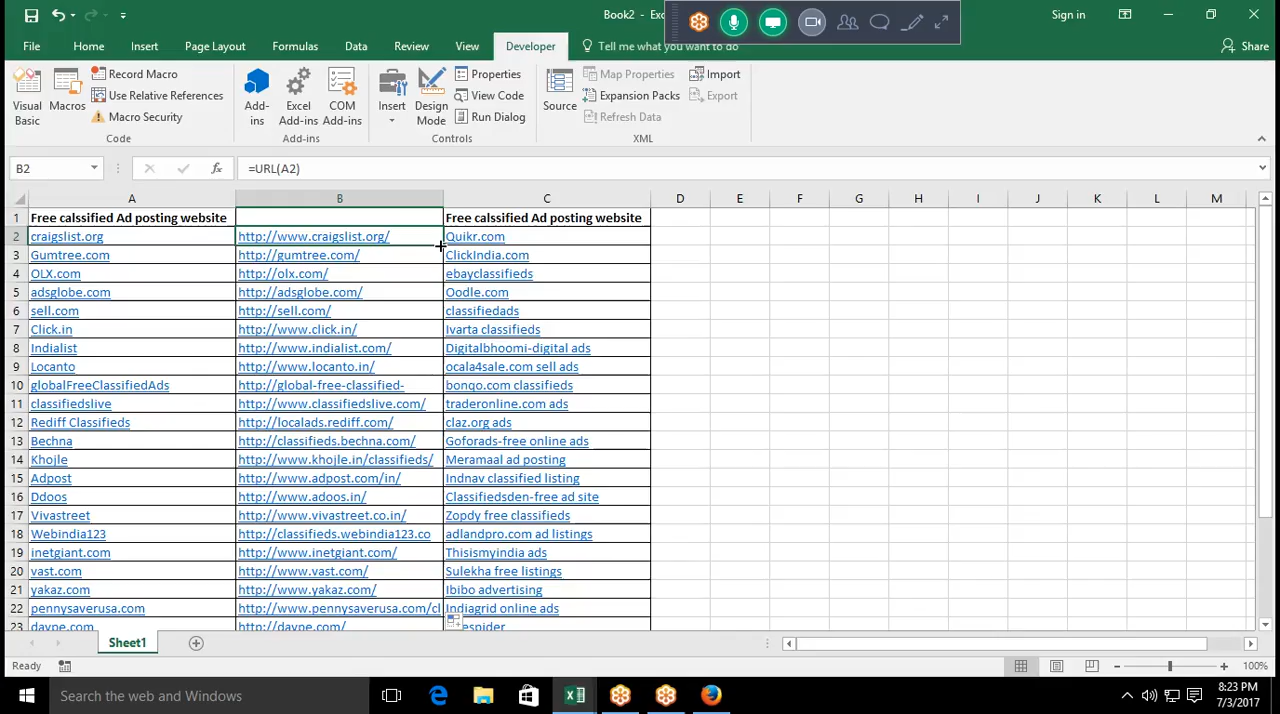 Book2 - Exc
Sign in
File Home Insert Page Layout Formulas Data Review View Developer Tell me what you want to do Share
Visual Basic
Macros
Record Macro
Use Relative References
Macro Security
Code
Add-ins
Excel Add-ins
COM Add-ins
Add-ins
Insert
Design Mode
Properties
View Code
Run Dialog
Controls
Source
Map Properties
Expansion Packs
Refresh Data
Import
Export
XML
B2 fx =URL(A2)
A B C D E F G H I J K L M
1 Free calssified Ad posting website Free calssified Ad posting website
2 craigslist.org http://www.craigslist.org/ Quikr.com
3 Gumtree.com http://gumtree.com/ ClickIndia.com
4 OLX.com http://olx.com/ ebayclassifieds
5 adsglobe.com http://adsglobe.com/ Oodle.com
6 sell.com http://sell.com/ classifiedads
7 Click.in http://www.click.in/ Ivarta classifieds
8 Indialist http://www.indialist.com/ Digitalbhoomi-digital ads
9 Locanto http://www.locanto.in/ ocala4sale.com sell ads
10 globalFreeClassifiedAds http://global-free-classified- bonqo.com classifieds
11 classifiedslive http://www.classifiedslive.com/ traderonline.com ads
12 Rediff Classifieds http://localads.rediff.com/ claz.org ads
13 Bechna http://classifieds.bechna.com/ Goforads-free online ads
14 Khojle http://www.khojle.in/classifieds/ Meramaal ad posting
15 Adpost http://www.adpost.com/in/ Indnav classified listing
16 Ddoos http://www.adoos.in/ Classifiedsden-free ad site
17 Vivastreet http://www.vivastreet.co.in/ Zopdy free classifieds
18 Webindia123 http://classifieds.webindia123.co adlandpro.com ad listings
19 inetgiant.com http://www.inetgiant.com/ Thisismyindia ads
20 vast.com http://www.vast.com/ Sulekha free listings
21 yakaz.com http://www.yakaz.com/ Ibibo advertising
22 pennysaverusa.com http://www.pennysaverusa.com/cl Indiagrid online ads
23 daype.com http://daype.com/ espider
Sheet1
Ready 100%
Search the web and Windows
8:23 PM
7/3/2017